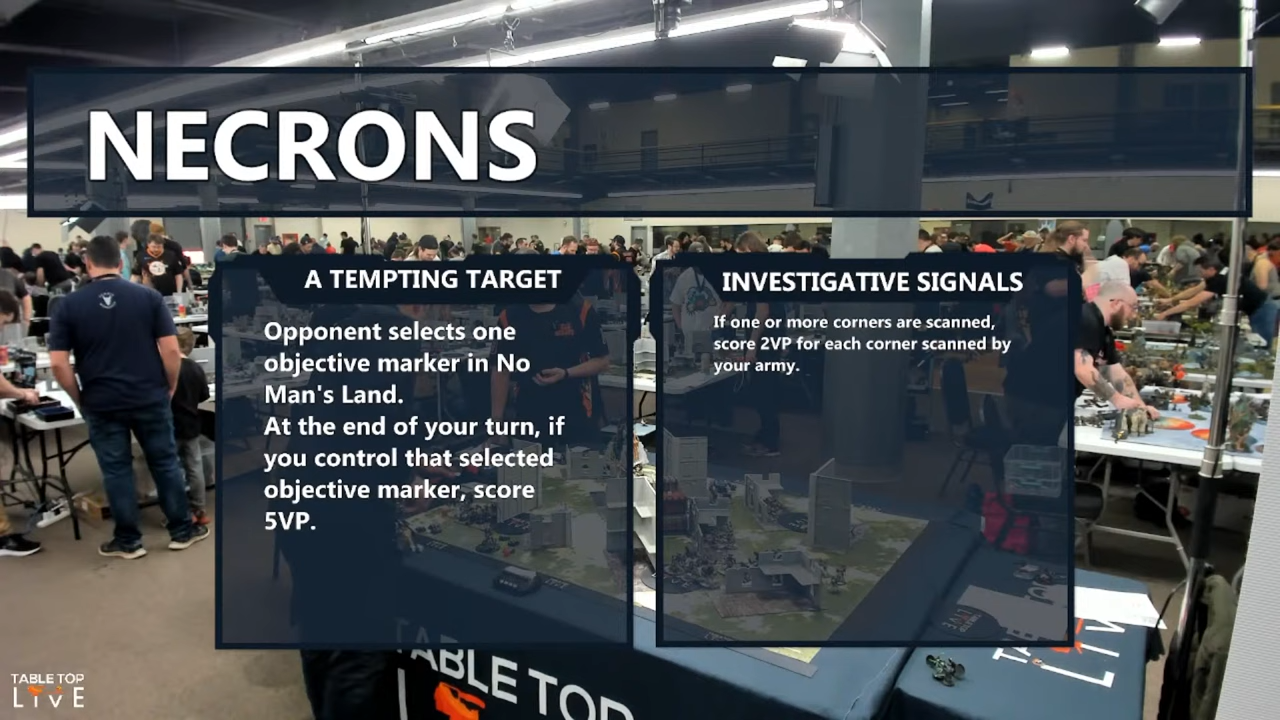 NECRONS
A TEMPTING TARGET
Opponent selects one
objective marker in No
Man's Land.
At the end of your turn, if
you control that selected
objective marker, score
5VP.
INVESTIGATIVE SIGNALS
If one or more corners are scanned,
score 2VP for each corner scanned by
your army.
TABLE TOP
LIVE
TABLE TOP